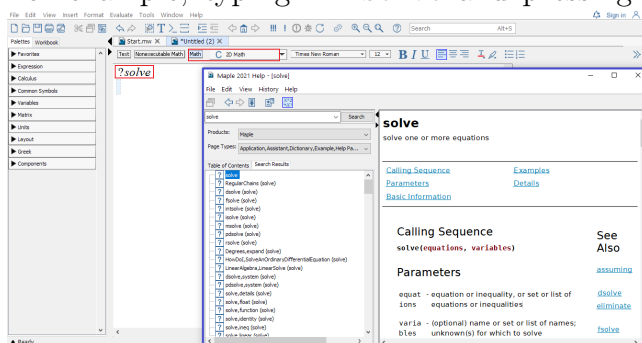 File Edit View Insert Format Evaluate Tools Window Help
Sign in
Search Alt+S
Palettes Workbook
Start.mw X *Untitled (2) X
Text Nonexecutable Math Math C 2D Math Times New Roman 12 B I U
Favorites
Expression
Calculus
Common Symbols
Variables
Matrix
Units
Layout
Greek
Components
Ready
?solve
Maple 2021 Help - [solve]
File Edit View History Help
solve Search
Products: Maple
Page Types: Application,Assistant,Dictionary,Example,Help Pa...
Table of Contents Search Results
solve
RegularChains (solve)
dsolve (solve)
fsolve (solve)
intsolve (solve)
isolve (solve)
msolve (solve)
pdsolve (solve)
rsolve (solve)
Degrees,expand (solve)
HowDoI,SolveAnOrdinaryDifferentialEquation (solve)
LinearAlgebra,LinearSolve (solve)
dsolve,system (solve)
pdsolve,system (solve)
solve,details (solve)
solve,float (solve)
solve,function (solve)
solve,identity (solve)
solve,ineq (solve)
solve,linear (solve)
solve
solve one or more equations
Calling Sequence Examples
Parameters Details
Basic Information
Calling Sequence
solve(equations, variables)
Parameters
equat - equation or inequality, or set or list of
ions equations or inequalities
varia - (optional) name or set or list of names;
bles unknown(s) for which to solve
See
Also
assuming
dsolve
eliminate
fsolve